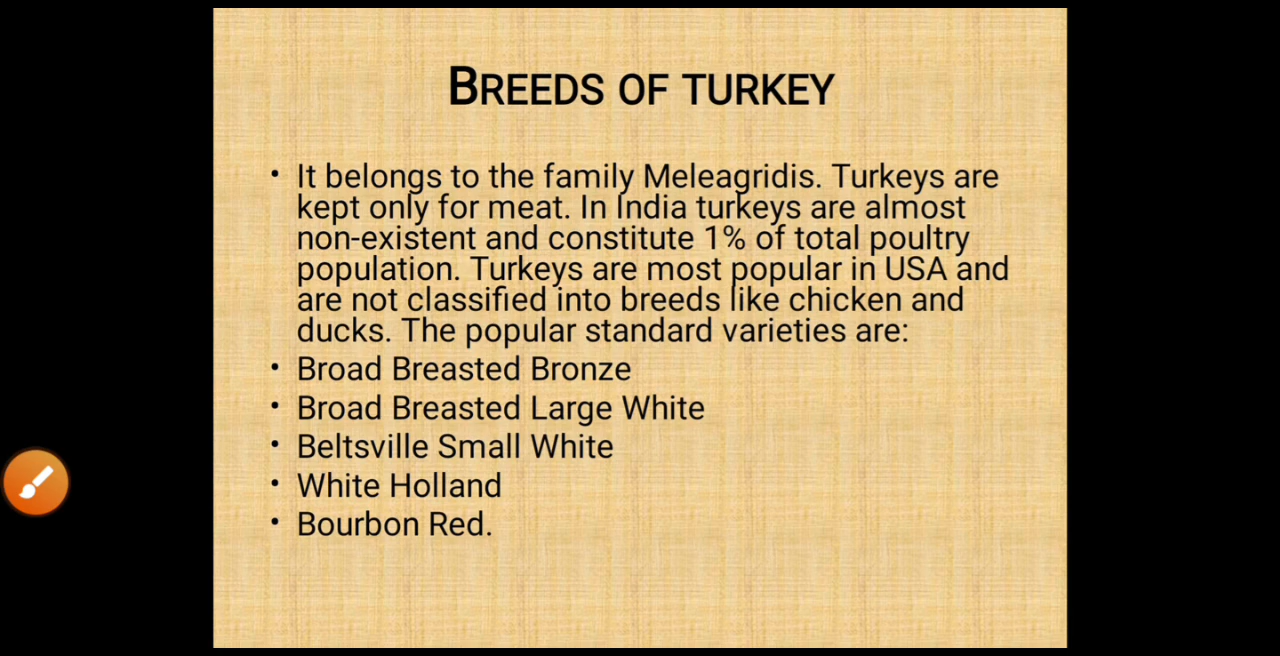 BREEDS OF TURKEY
• It belongs to the family Meleagridis. Turkeys are
kept only for meat. In India turkeys are almost
non-existent and constitute 1% of total poultry
population. Turkeys are most popular in USA and
are not classified into breeds like chicken and
ducks. The popular standard varieties are:
• Broad Breasted Bronze
• Broad Breasted Large White
• Beltsville Small White
• White Holland
• Bourbon Red.